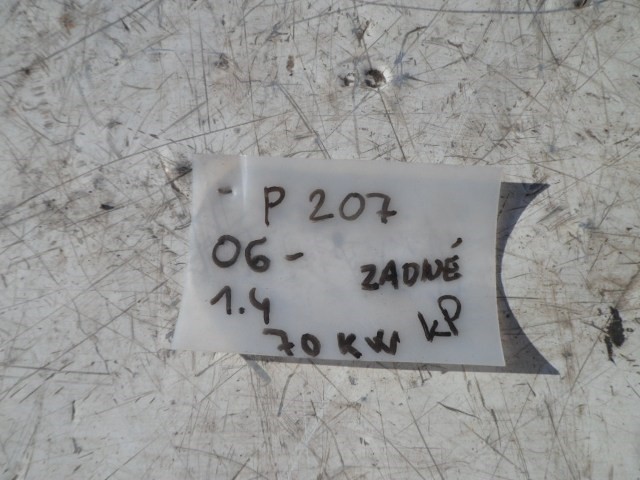 - P 207
06 - ZADNÉ
1.4
70 KW KP